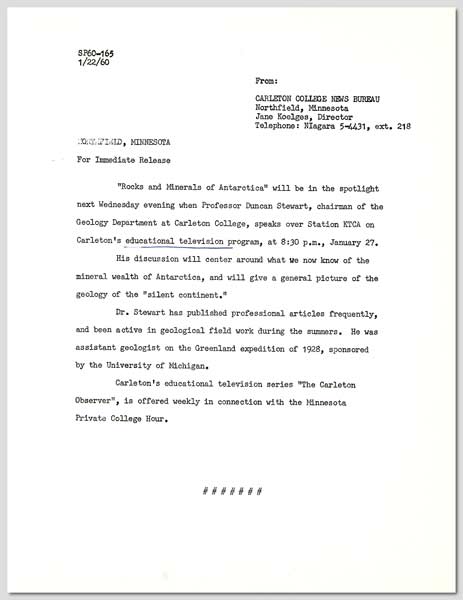 SP60-165
1/22/60
From:
CARLETON COLLEGE NEWS BUREAU
Northfield, Minnesota
Jane Koelges, Director
Telephone: NIagara 5-4431, ext. 218
NORTHFIELD, MINNESOTA
For Immediate Release
"Rocks and Minerals of Antarctica" will be in the spotlight
next Wednesday evening when Professor Duncan Stewart, chairman of the
Geology Department at Carleton College, speaks over Station KTCA on
Carleton's educational television program, at 8:30 p.m., January 27.
His discussion will center around what we now know of the
mineral wealth of Antarctica, and will give a general picture of the
geology of the "silent continent."
Dr. Stewart has published professional articles frequently,
and been active in geological field work during the summers. He was
assistant geologist on the Greenland expedition of 1928, sponsored
by the University of Michigan.
Carleton's educational television series "The Carleton
Observer", is offered weekly in connection with the Minnesota
Private College Hour.
# # # # # # #